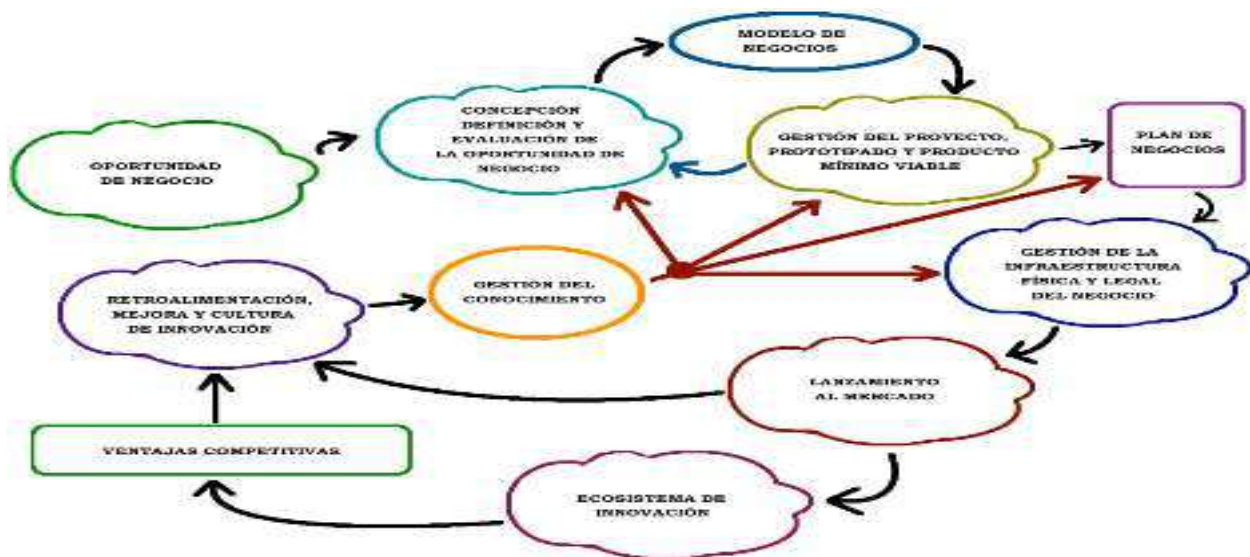 MODELO DE
NEGOCIOS
CONCEPCIÓN
DEFINICIÓN Y
EVALUACIÓN DE
LA OPORTUNIDAD DE
NEGOCIO
GESTIÓN DEL PROYECTO,
PROTOTIPADO Y PRODUCTO
MÍNIMO VIABLE
PLAN DE
NEGOCIOS
OPORTUNIDAD
DE NEGOCIO
GESTIÓN DE LA
INFRAESTRUCTURA
FÍSICA Y LEGAL
DEL NEGOCIO
GESTIÓN DEL
CONOCIMIENTO
RETROALIMENTACIÓN,
MEJORA Y CULTURA
DE INNOVACIÓN
LANZAMIENTO
AL MERCADO
VENTAJAS COMPETITIVAS
ECOSISTEMA DE
INNOVACIÓN